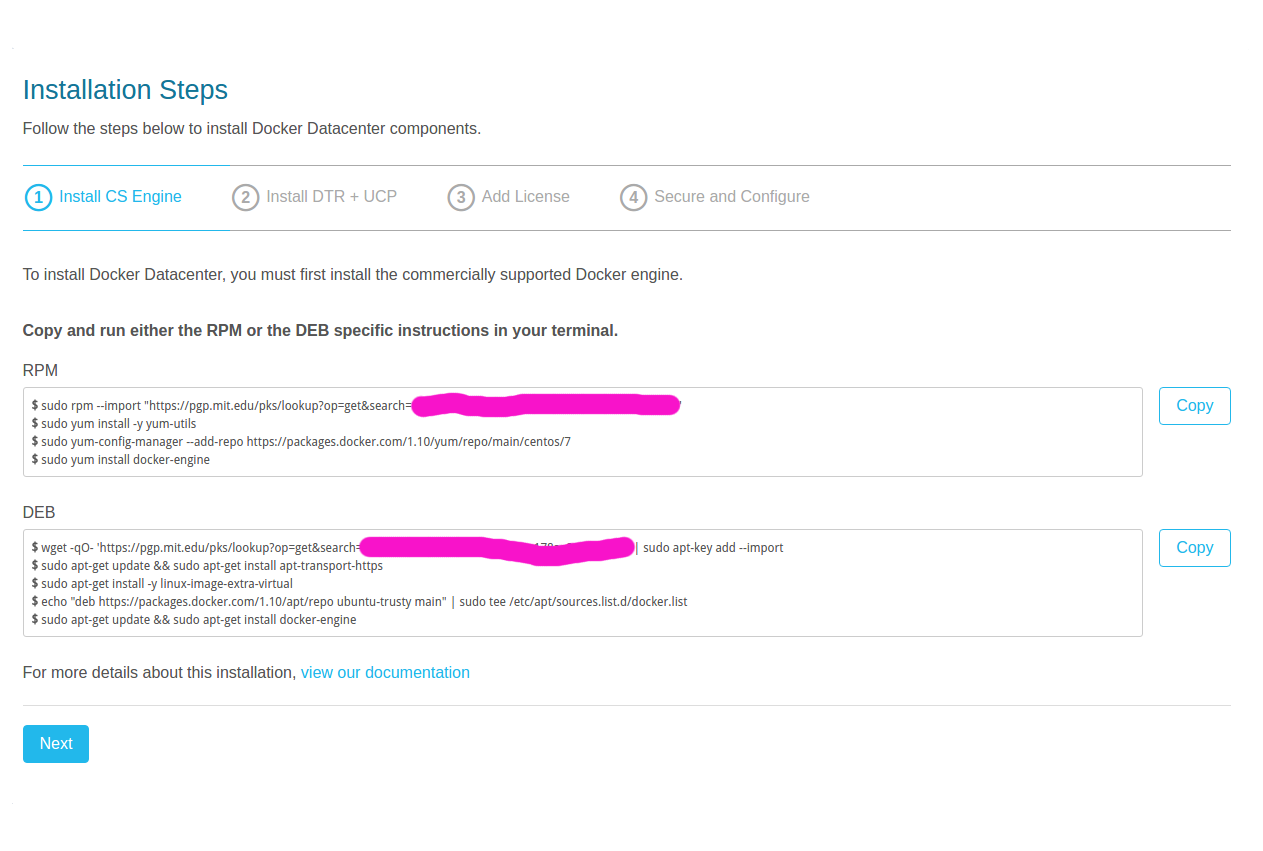 Installation Steps
Follow the steps below to install Docker Datacenter components.
1 Install CS Engine 2 Install DTR + UCP 3 Add License 4 Secure and Configure
To install Docker Datacenter, you must first install the commercially supported Docker engine.
Copy and run either the RPM or the DEB specific instructions in your terminal.
RPM
$ sudo rpm --import "https://pgp.mit.edu/pks/lookup?op=get&search=
Copy
$ sudo yum install -y yum-utils
$ sudo yum-config-manager --add-repo https://packages.docker.com/1.10/yum/repo/main/centos/7
$ sudo yum install docker-engine
DEB
$ wget -qO- 'https://pgp.mit.edu/pks/lookup?op=get&search= | sudo apt-key add --import
Copy
$ sudo apt-get update && sudo apt-get install apt-transport-https
$ sudo apt-get install -y linux-image-extra-virtual
$ echo "deb https://packages.docker.com/1.10/apt/repo ubuntu-trusty main" | sudo tee /etc/apt/sources.list.d/docker.list
$ sudo apt-get update && sudo apt-get install docker-engine
For more details about this installation, view our documentation
Next